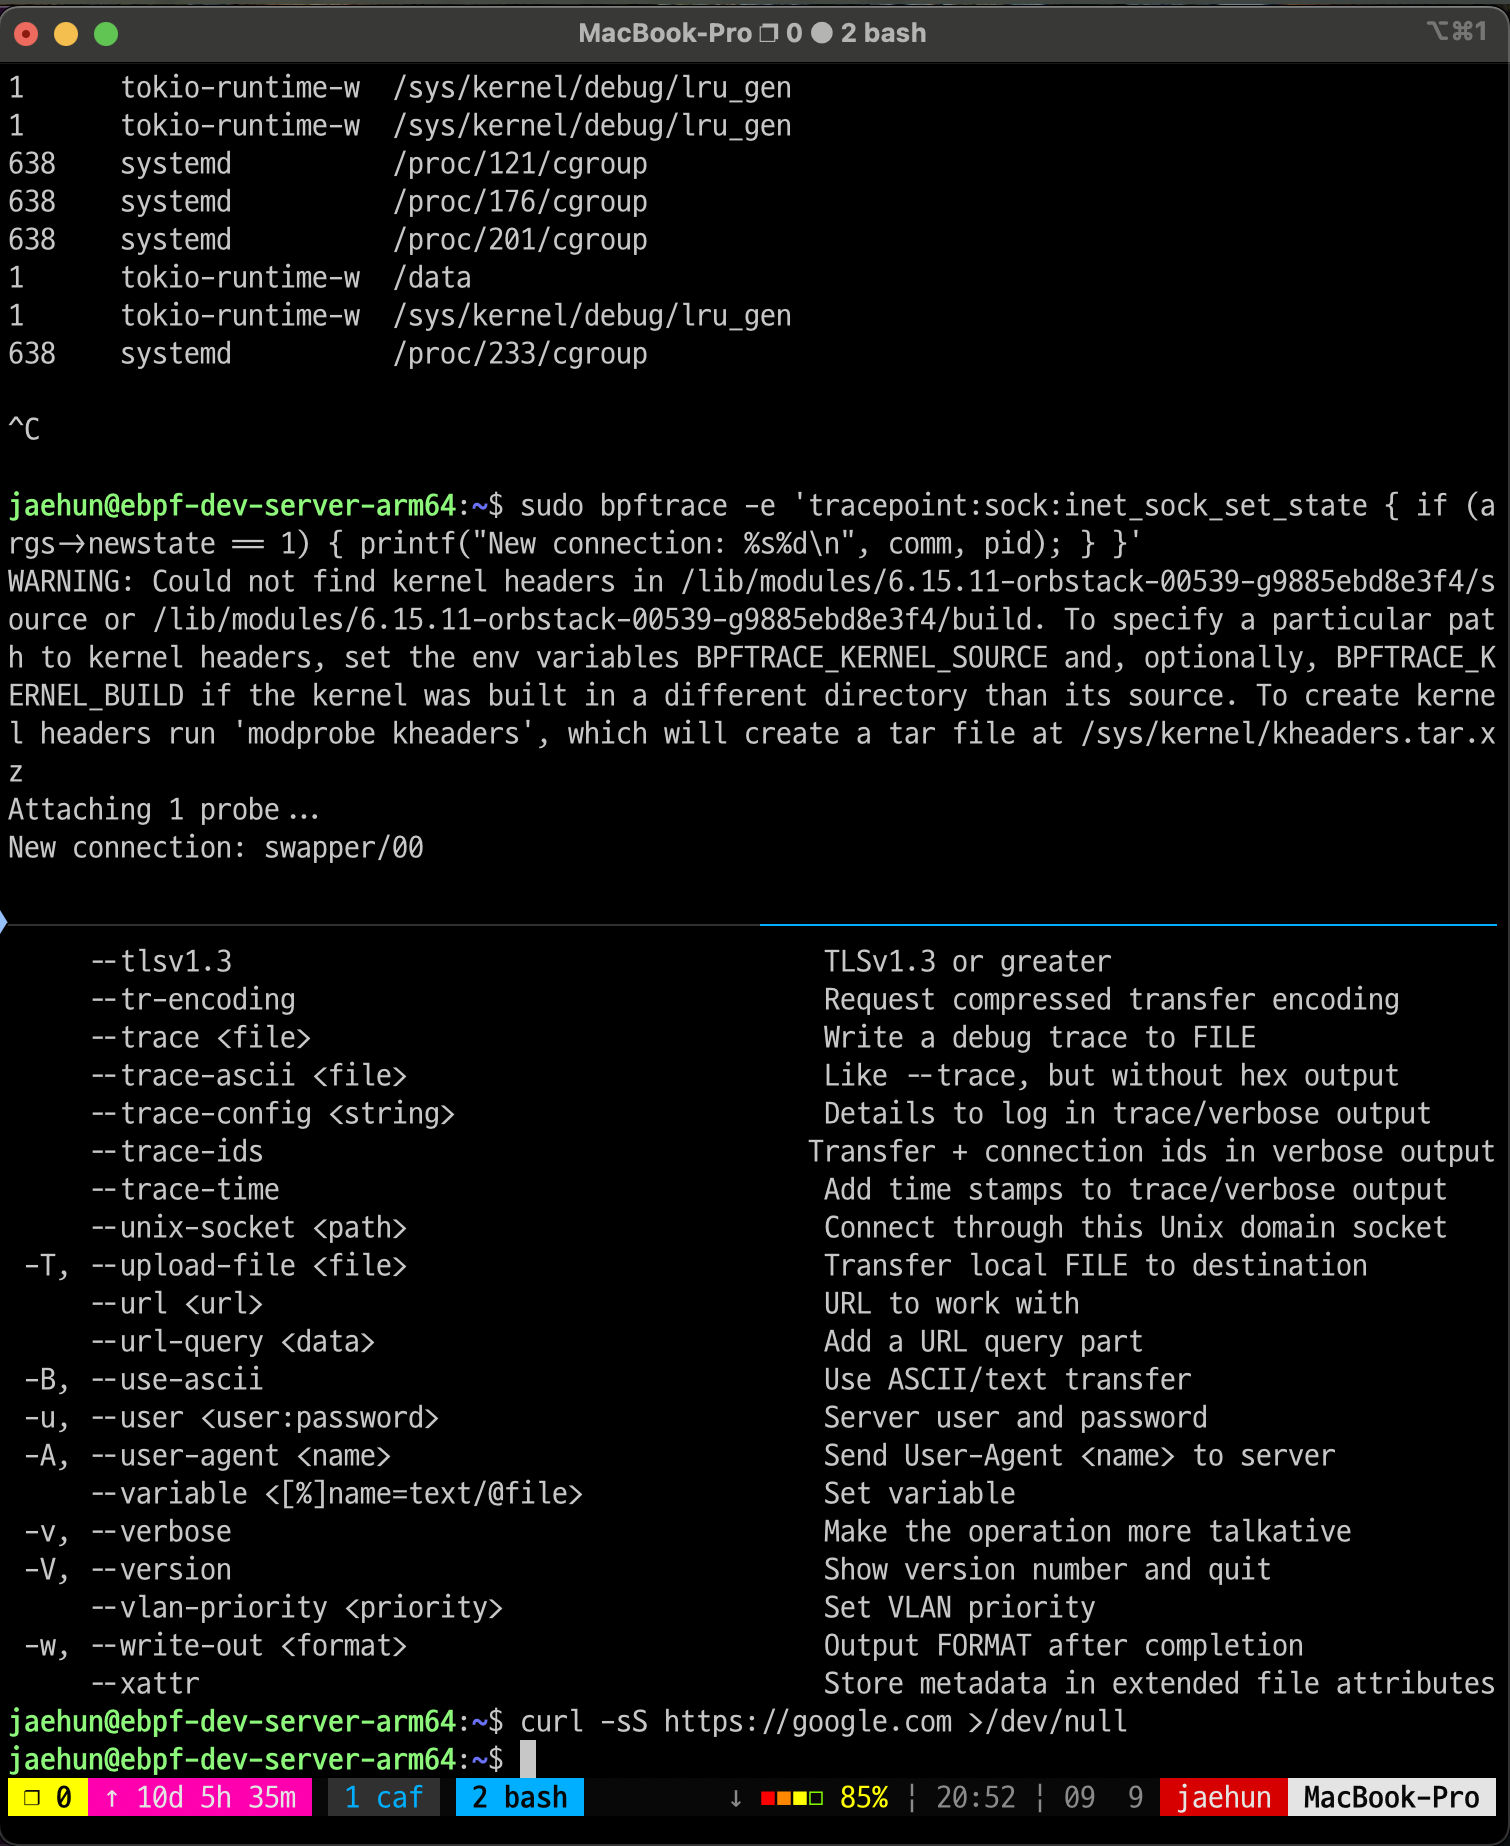 MacBook-Pro ❐ 0 ● 2 bash
⌥⌘1
1      tokio-runtime-w  /sys/kernel/debug/lru_gen
1      tokio-runtime-w  /sys/kernel/debug/lru_gen
638    systemd          /proc/121/cgroup
638    systemd          /proc/176/cgroup
638    systemd          /proc/201/cgroup
1      tokio-runtime-w  /data
1      tokio-runtime-w  /sys/kernel/debug/lru_gen
638    systemd          /proc/233/cgroup
^C
jaehun@ebpf-dev-server-arm64:~$ sudo bpftrace -e 'tracepoint:sock:inet_sock_set_state { if (a
rgs->newstate == 1) { printf("New connection: %s%d\n", comm, pid); } }'
WARNING: Could not find kernel headers in /lib/modules/6.15.11-orbstack-00539-g9885ebd8e3f4/s
ource or /lib/modules/6.15.11-orbstack-00539-g9885ebd8e3f4/build. To specify a particular pat
h to kernel headers, set the env variables BPFTRACE_KERNEL_SOURCE and, optionally, BPFTRACE_K
ERNEL_BUILD if the kernel was built in a different directory than its source. To create kerne
l headers run 'modprobe kheaders', which will create a tar file at /sys/kernel/kheaders.tar.x
z
Attaching 1 probe...
New connection: swapper/00
     --tlsv1.3                                TLSv1.3 or greater
     --tr-encoding                            Request compressed transfer encoding
     --trace <file>                           Write a debug trace to FILE
     --trace-ascii <file>                     Like --trace, but without hex output
     --trace-config <string>                  Details to log in trace/verbose output
     --trace-ids                              Transfer + connection ids in verbose output
     --trace-time                             Add time stamps to trace/verbose output
     --unix-socket <path>                     Connect through this Unix domain socket
 -T, --upload-file <file>                     Transfer local FILE to destination
     --url <url>                              URL to work with
     --url-query <data>                       Add a URL query part
 -B, --use-ascii                              Use ASCII/text transfer
 -u, --user <user:password>                   Server user and password
 -A, --user-agent <name>                      Send User-Agent <name> to server
     --variable <[%]name=text/@file>          Set variable
 -v, --verbose                                Make the operation more talkative
 -V, --version                                Show version number and quit
     --vlan-priority <priority>               Set VLAN priority
 -w, --write-out <format>                     Output FORMAT after completion
     --xattr                                  Store metadata in extended file attributes
jaehun@ebpf-dev-server-arm64:~$ curl -sS https://google.com >/dev/null
jaehun@ebpf-dev-server-arm64:~$
❐ 0 ↑ 10d 5h 35m 1 caf 2 bash ↓ 85% ¦ 20:52 ¦ 09 9 jaehun MacBook-Pro